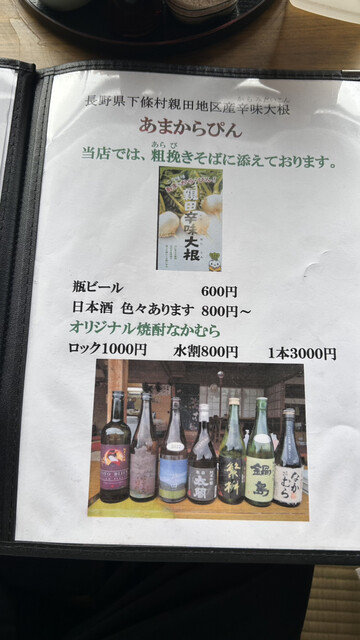 長野県下條村親田地区産辛味大根
あまからぴん
当店では、粗挽きそばに添えております。
親田辛味大根
瓶ビール 600円
日本酒 色々あります 800円～
オリジナル焼酎なかむら
ロック1000円 水割800円 1本3000円
鍋島
なかむら